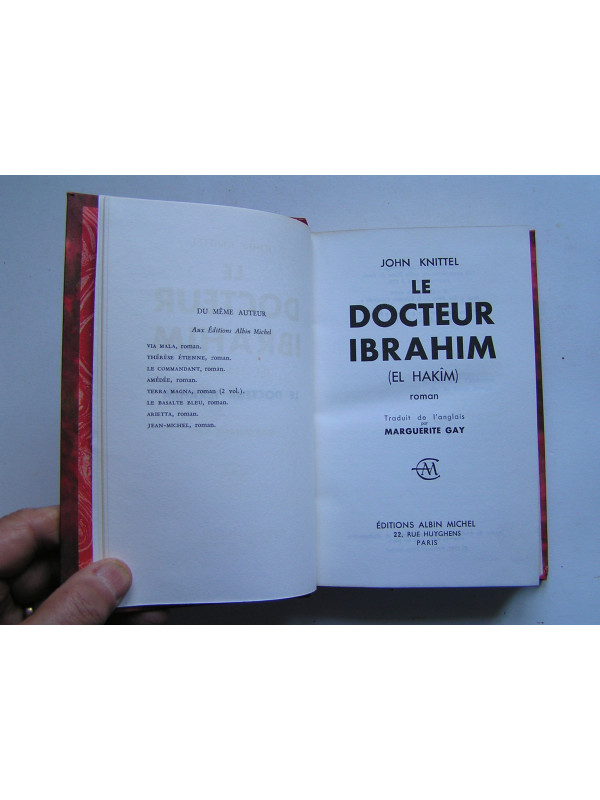 DU MÊME AUTEUR
Aux Éditions Albin Michel
VIA MALA, roman.
THÉRÈSE ÉTIENNE, roman.
LE COMMANDANT, roman.
AMÉDÉE, roman.
TERRA MAGNA, roman (2 vol.).
LE BASALTE BLEU, roman.
ARIETTA, roman.
JEAN-MICHEL, roman.
JOHN KNITTEL
LE
DOCTEUR
IBRAHIM
(EL HAKÎM)
roman
Traduit de l'anglais
par
MARGUERITE GAY
AM
ÉDITIONS ALBIN MICHEL
22, RUE HUYGHENS
PARIS